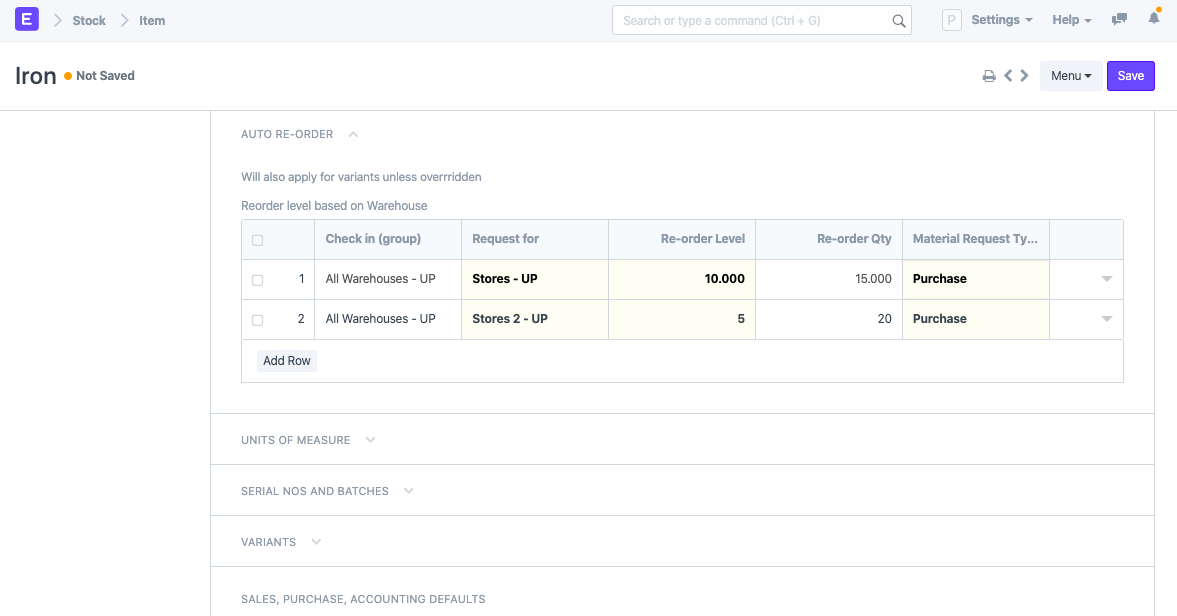 E Stock Item Search or type a command (Ctrl + G) P Settings Help
Iron Not Saved Menu Save
AUTO RE-ORDER
Will also apply for variants unless overrridden
Reorder level based on Warehouse
Check in (group) Request for Re-order Level Re-order Qty Material Request Ty...
1 All Warehouses - UP Stores - UP 10.000 15.000 Purchase
2 All Warehouses - UP Stores 2 - UP 5 20 Purchase
Add Row
UNITS OF MEASURE
SERIAL NOS AND BATCHES
VARIANTS
SALES, PURCHASE, ACCOUNTING DEFAULTS